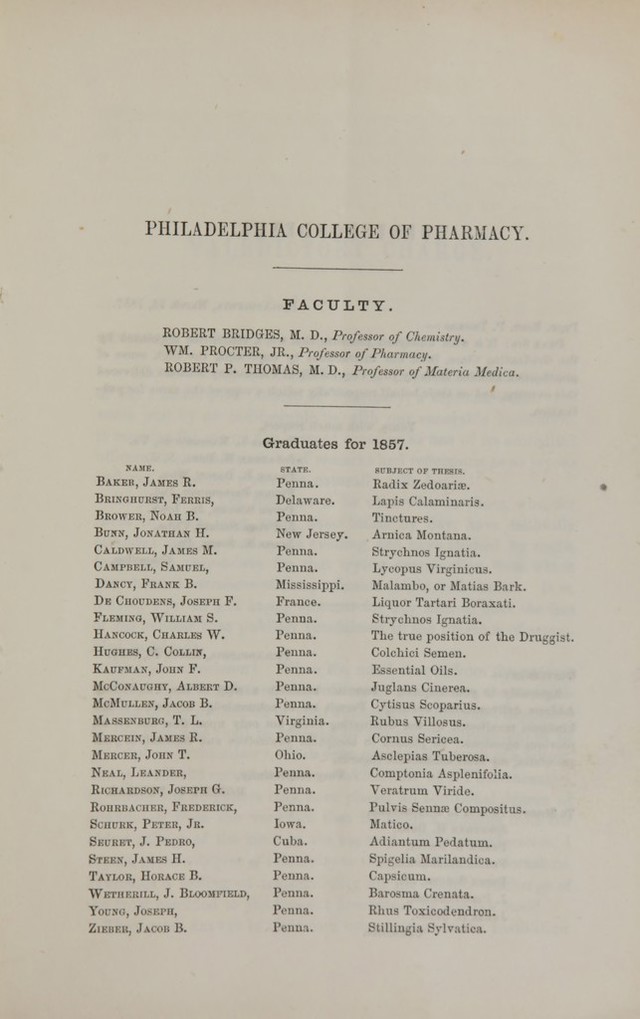 PHILADELPHIA COLLEGE OF PHARMACY.
FACULTY.
ROBERT BRIDGES, M. D., Professor of Chemistry.
WM. PROCTER, JR., Professor of Pharmacy.
ROBERT P. THOMAS, M. D., Professor of Materia Medica.
Graduates for 1857.
NAME. STATE. SUBJECT OF THESIS.
BAKER, JAMES R. Penna. Radix Zedoariæ.
BRINGHURST, FERRIS, Delaware. Lapis Calaminaris.
BROWER, NOAH B. Penna. Tinctures.
BUNN, JONATHAN H. New Jersey. Arnica Montana.
CALDWELL, JAMES M. Penna. Strychnos Ignatia.
CAMPBELL, SAMUEL, Penna. Lycopus Virginicus.
DANCY, FRANK B. Mississippi. Malambo, or Matias Bark.
DE CHOUDENS, JOSEPH F. France. Liquor Tartari Boraxati.
FLEMING, WILLIAM S. Penna. Strychnos Ignatia.
HANCOCK, CHARLES W. Penna. The true position of the Druggist.
HUGHES, C. COLLIN, Penna. Colchici Semen.
KAUFMAN, JOHN F. Penna. Essential Oils.
MCCONAUGHY, ALBERT D. Penna. Juglans Cinerea.
MCMULLEN, JACOB B. Penna. Cytisus Scoparius.
MASSENBURG, T. L. Virginia. Rubus Villosus.
MERCEIN, JAMES R. Penna. Cornus Sericea.
MERCER, JOHN T. Ohio. Asclepias Tuberosa.
NEAL, LEANDER, Penna. Comptonia Asplenifolia.
RICHARDSON, JOSEPH G. Penna. Veratrum Viride.
ROHRBACHER, FREDERICK, Penna. Pulvis Sennæ Compositus.
SCHURK, PETER, JR. Iowa. Matico.
SEURET, J. PEDRO, Cuba. Adiantum Pedatum.
STEEN, JAMES H. Penna. Spigelia Marilandica.
TAYLOR, HORACE B. Penna. Capsicum.
WETHERILL, J. BLOOMFIELD, Penna. Barosma Crenata.
YOUNG, JOSEPH, Penna. Rhus Toxicodendron.
ZIEBER, JACOB B. Penna. Stillingia Sylvatica.